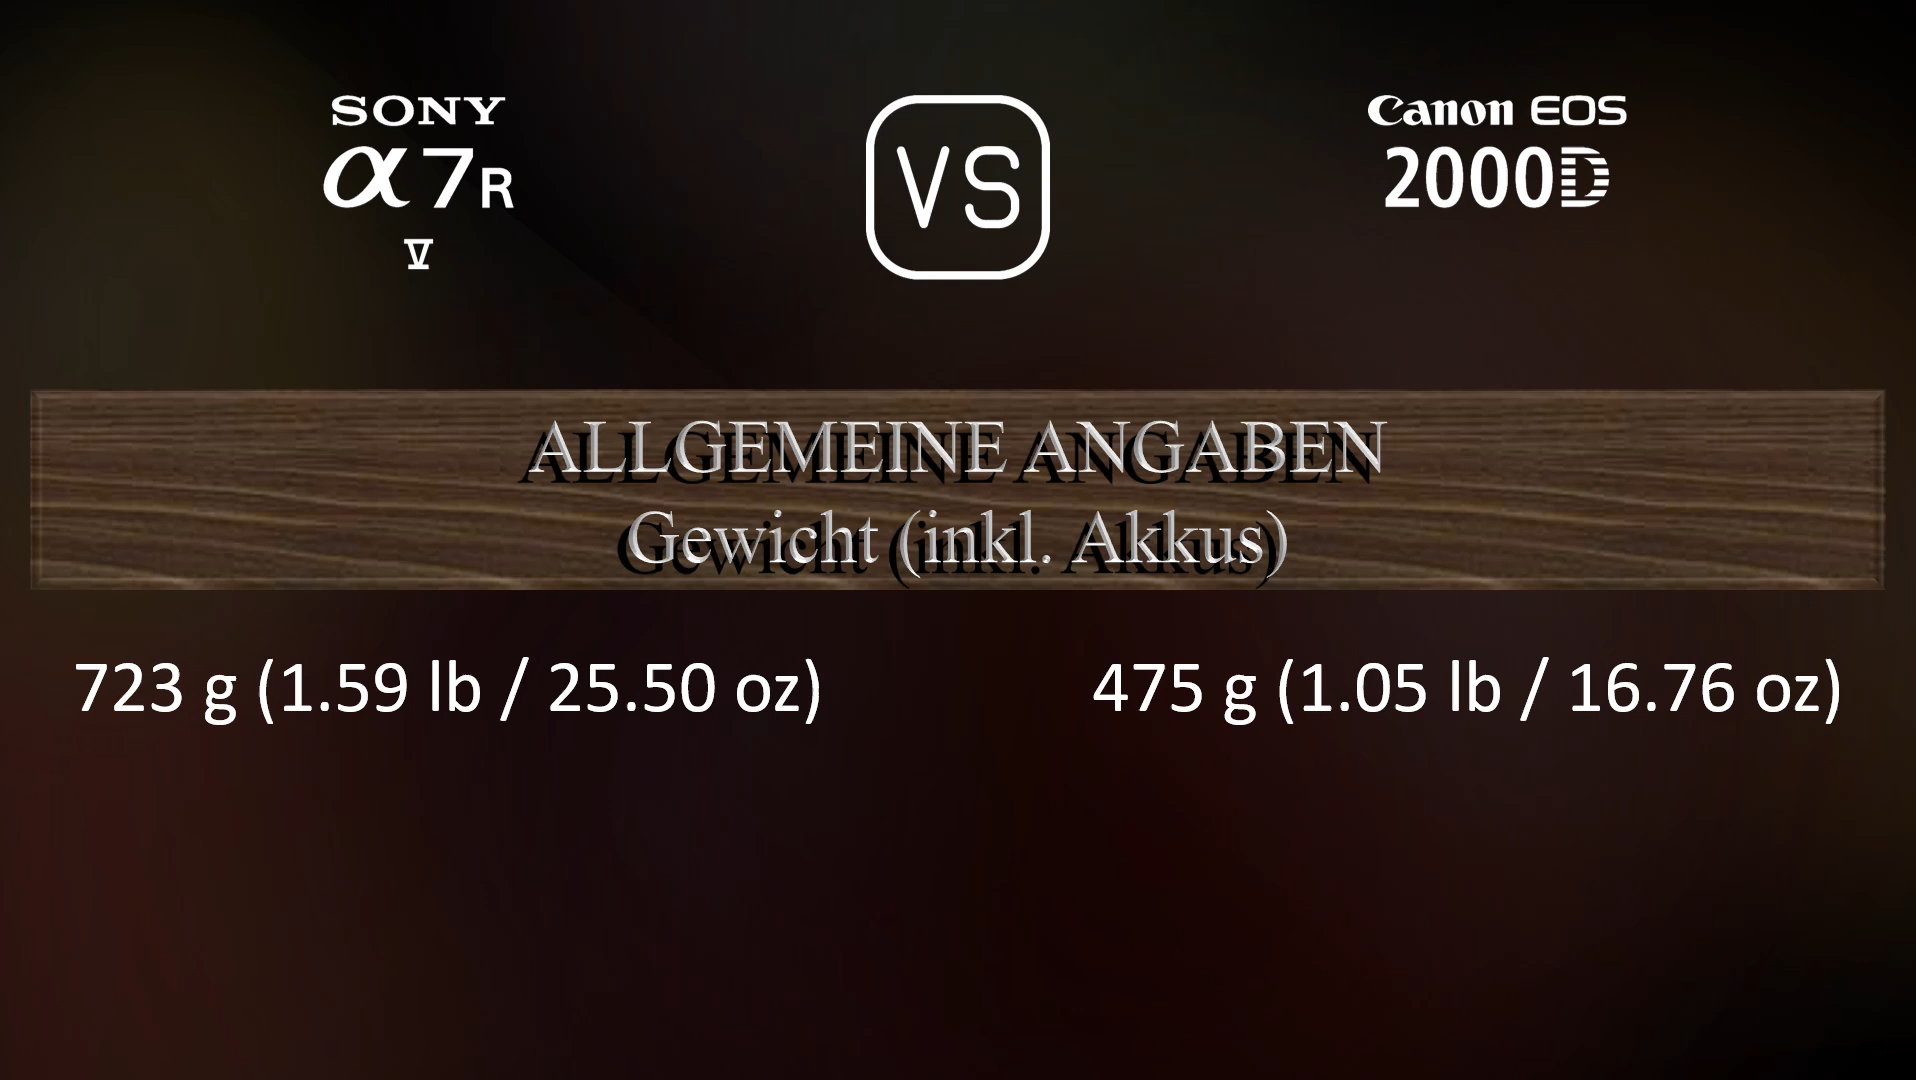 SONY
α7R
V
VS
Canon EOS
2000D
ALLGEMEINE ANGABEN
Gewicht (inkl. Akkus)
723 g (1.59 lb / 25.50 oz)
475 g (1.05 lb / 16.76 oz)